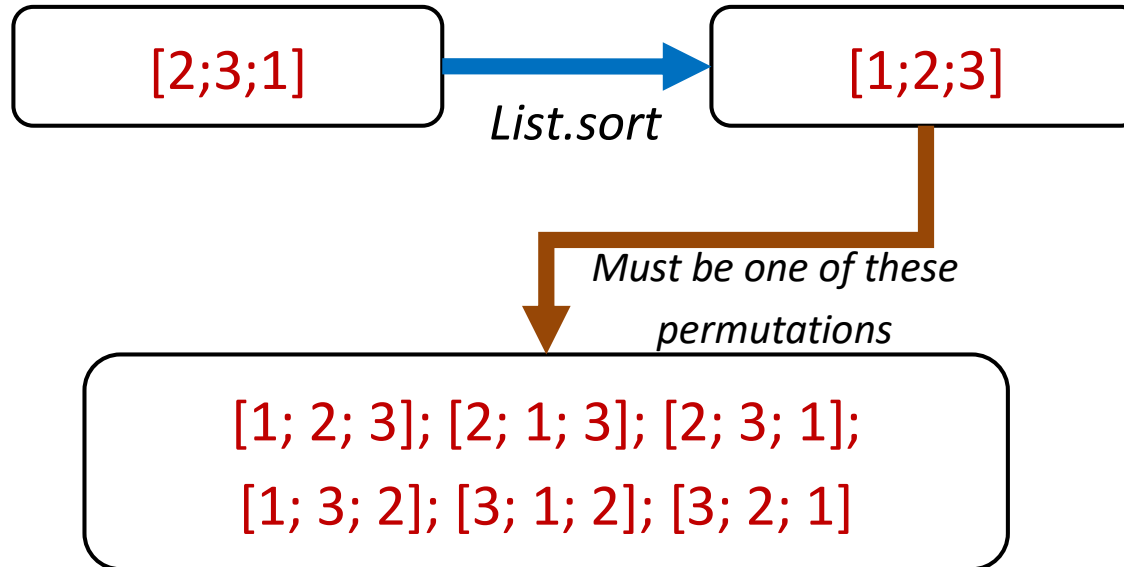 [2;3;1]
List.sort
[1;2;3]
Must be one of these
permutations
[1; 2; 3]; [2; 1; 3]; [2; 3; 1];
[1; 3; 2]; [3; 1; 2]; [3; 2; 1]